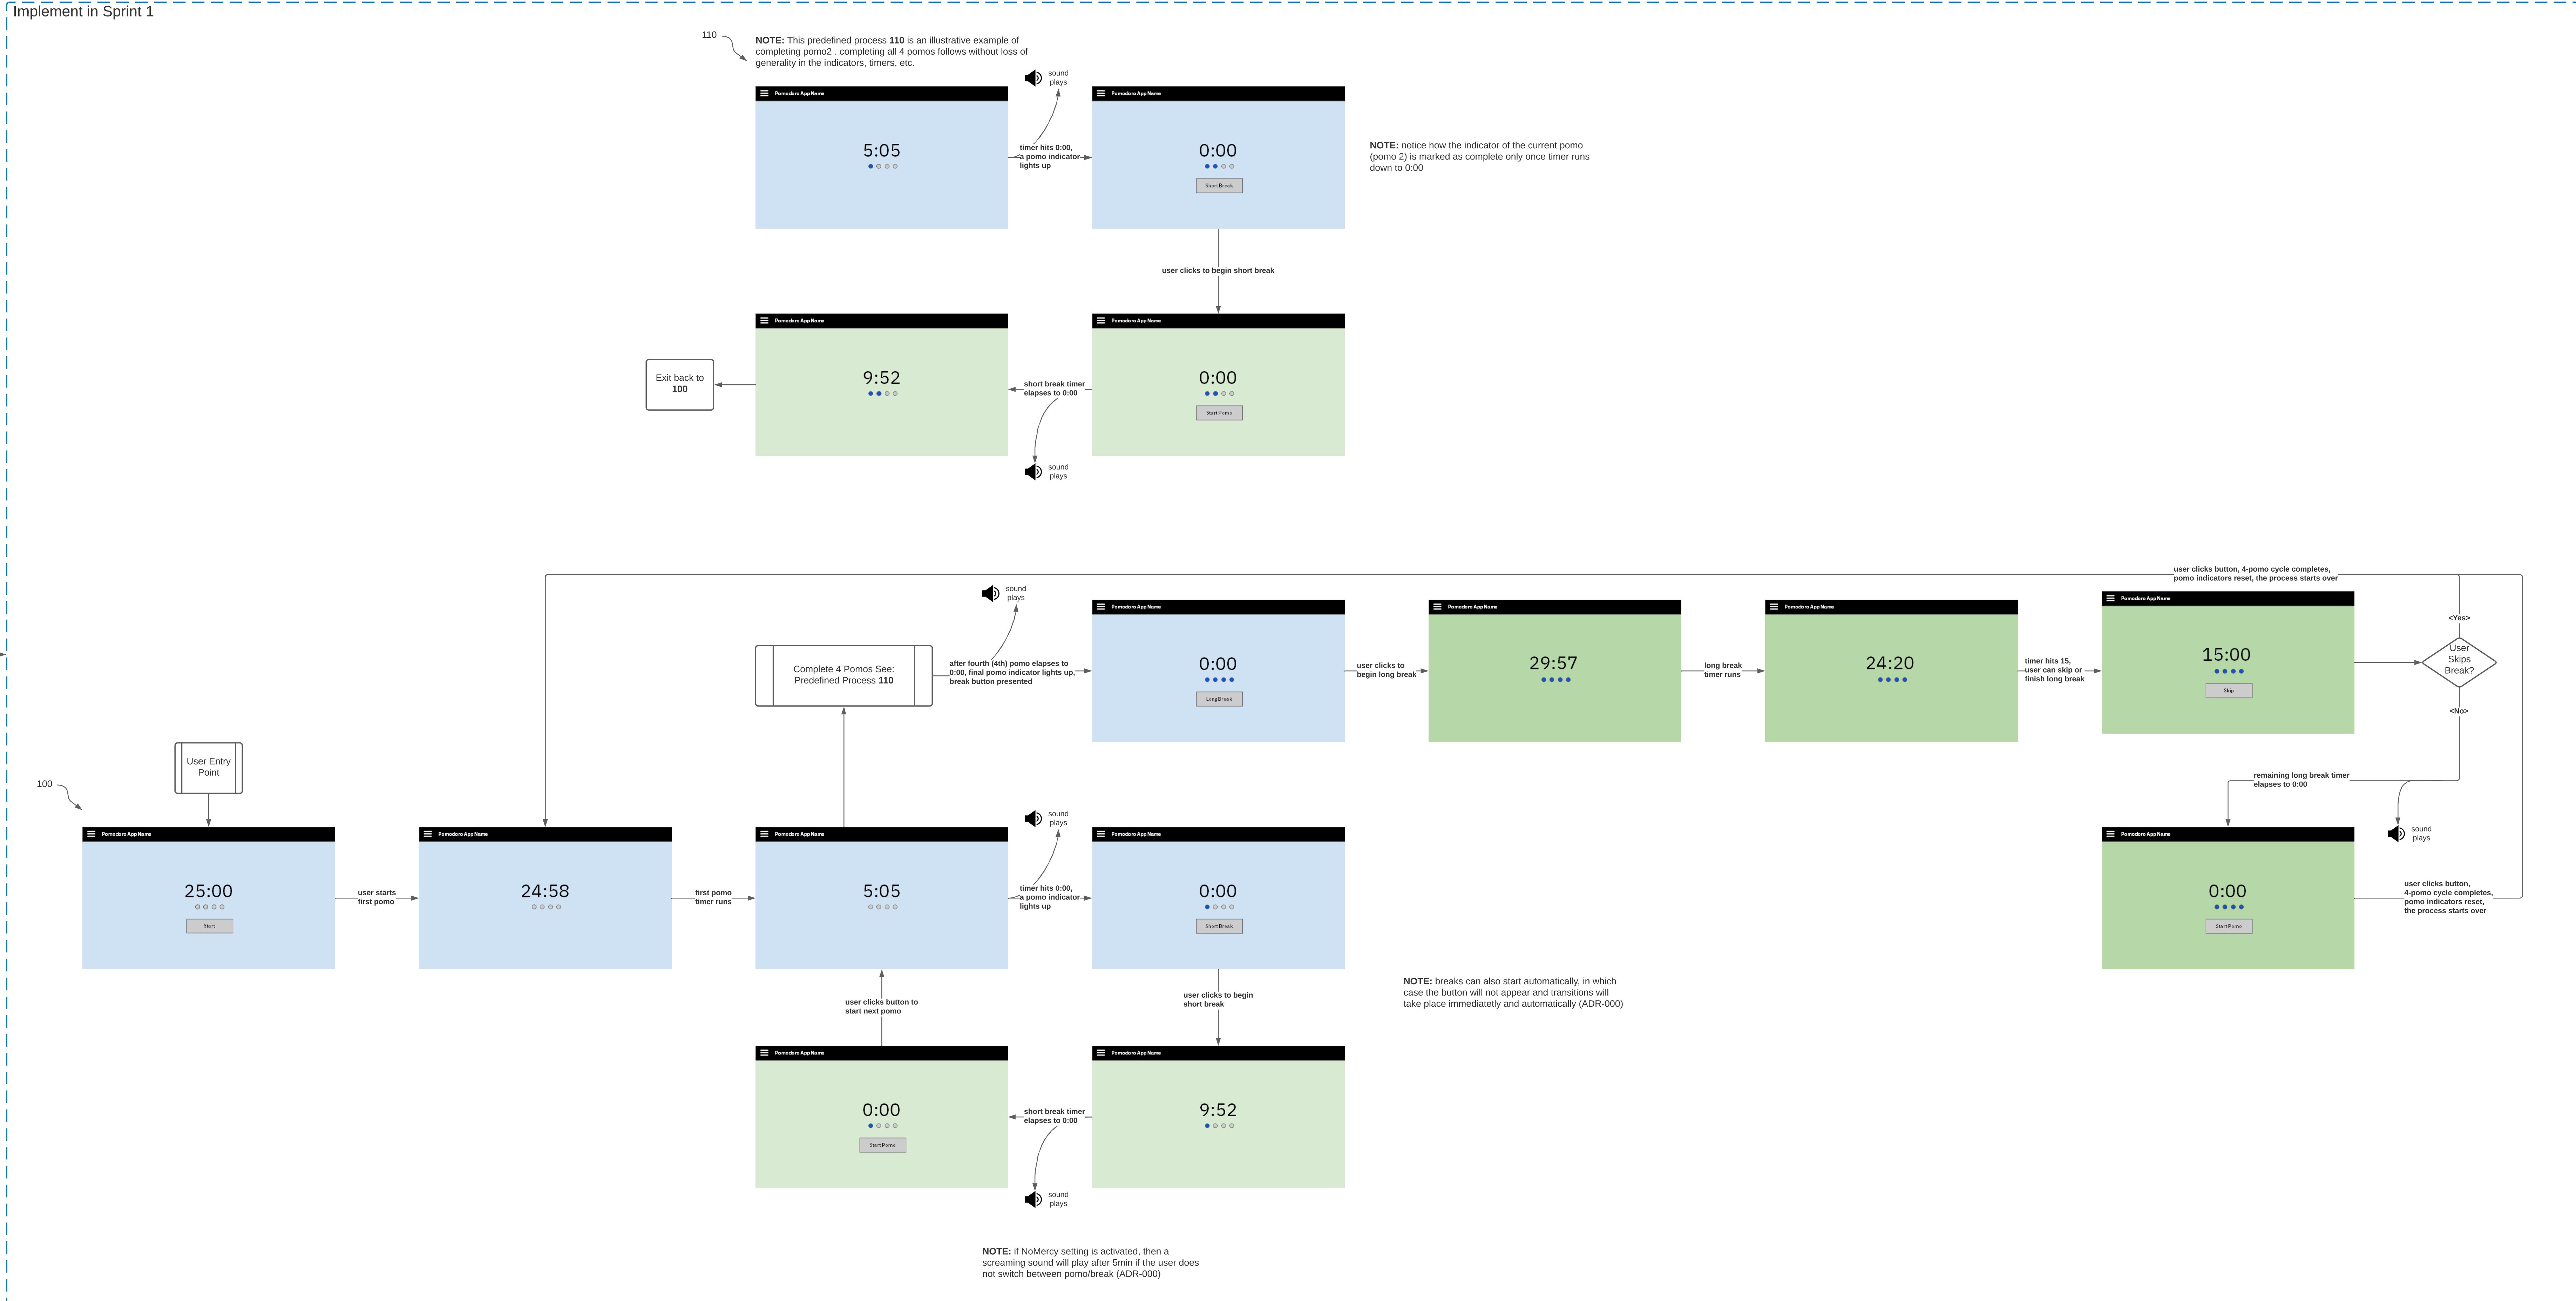 Implement in Sprint 1
110
NOTE: This predefined process 110 is an illustrative example of
completing pomo2 . completing all 4 pomos follows without loss of
generality in the indicators, timers, etc.
sound
plays
Pomodoro App Name
5:05
timer hits 0:00,
a pomo indicator
lights up
Pomodoro App Name
0:00
Short Break
NOTE: notice how the indicator of the current pomo
(pomo 2) is marked as complete only once timer runs
down to 0:00
user clicks to begin short break
Exit back to
100
Pomodoro App Name
9:52
short break timer
elapses to 0:00
Pomodoro App Name
0:00
Start Pomo
sound
plays
user clicks button, 4-pomo cycle completes,
pomo indicators reset, the process starts over
sound
plays
Complete 4 Pomos See:
Predefined Process 110
after fourth (4th) pomo elapses to
0:00, final pomo indicator lights up,
break button presented
Pomodoro App Name
0:00
Long Break
user clicks to
begin long break
Pomodoro App Name
29:57
long break
timer runs
Pomodoro App Name
24:20
timer hits 15,
user can skip or
finish long break
Pomodoro App Name
15:00
Skip
<Yes>
User
Skips
Break?
<No>
remaining long break timer
elapses to 0:00
sound
plays
User Entry
Point
100
Pomodoro App Name
25:00
Start
user starts
first pomo
Pomodoro App Name
24:58
first pomo
timer runs
Pomodoro App Name
5:05
sound
plays
timer hits 0:00,
a pomo indicator
lights up
Pomodoro App Name
0:00
Short Break
Pomodoro App Name
0:00
Start Pomo
user clicks button,
4-pomo cycle completes,
pomo indicators reset,
the process starts over
user clicks button to
start next pomo
user clicks to begin
short break
NOTE: breaks can also start automatically, in which
case the button will not appear and transitions will
take place immediatetly and automatically (ADR-000)
Pomodoro App Name
0:00
Start Pomo
short break timer
elapses to 0:00
Pomodoro App Name
9:52
sound
plays
NOTE: if NoMercy setting is activated, then a
screaming sound will play after 5min if the user does
not switch between pomo/break (ADR-000)